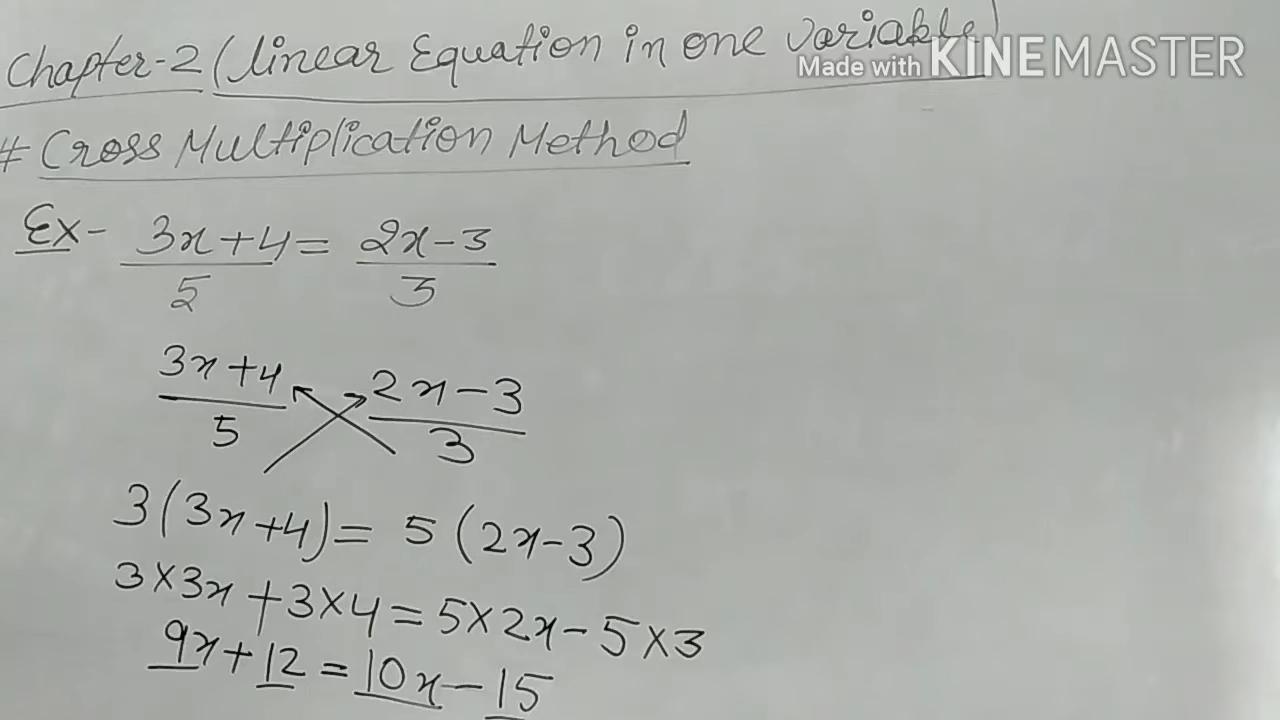 Chapter-2 (linear Equation in one variable)
Made with KINEMASTER
# Cross Multiplication Method
Ex- 3x+4 = 2x-3
5 3
3x+4 2x-3
5 3
3(3x+4) = 5(2x-3)
3×3x+3×4=5×2x-5×3
9x+12=10x-15